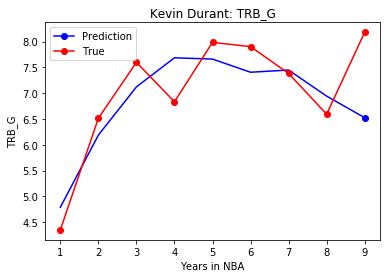 Kevin Durant: TRB_G
Prediction
True
8.0
7.5
7.0
6.5
6.0
5.5
5.0
4.5
TRB_G
1 2 3 4 5 6 7 8 9
Years in NBA